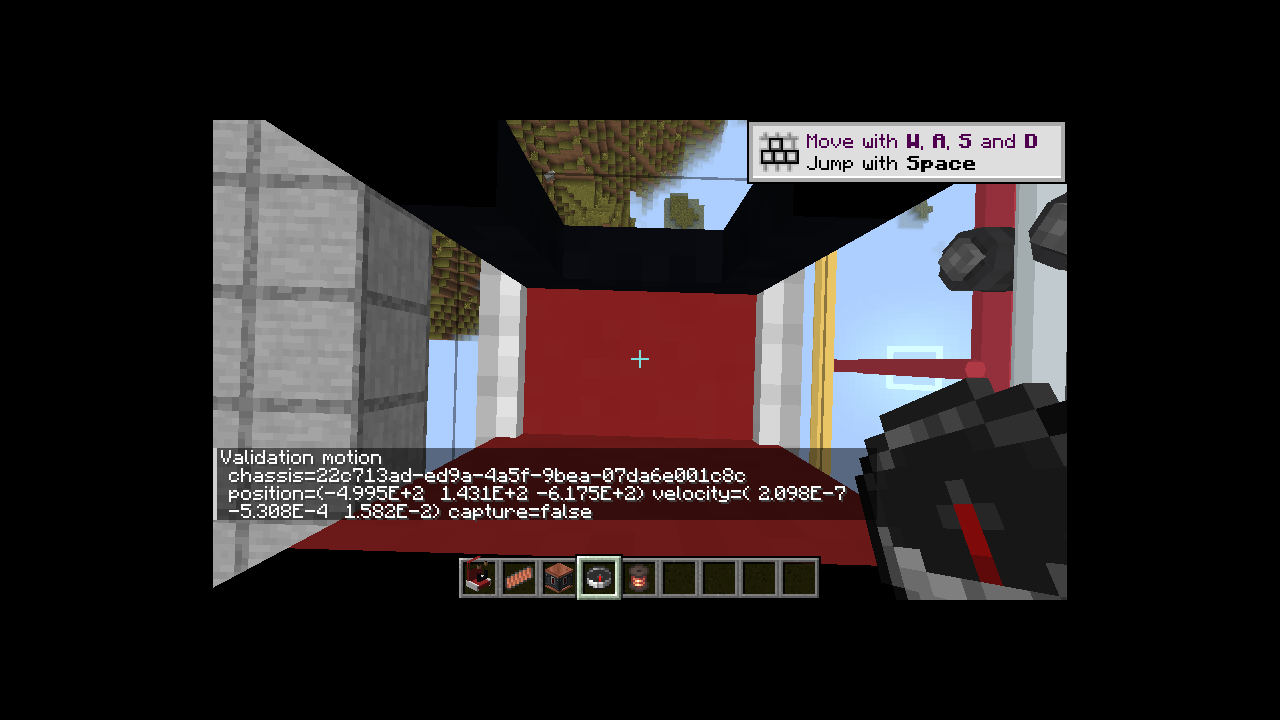 Move with W, A, S and D
Jump with Space
Validation motion
chassis=22c713ad-ed9a-4a5f-9bea-07da6e001c8c
position=(-4.995E+2  1.431E+2 -6.175E+2) velocity=( 2.098E-7
-5.308E-4  1.582E-2) capture=false